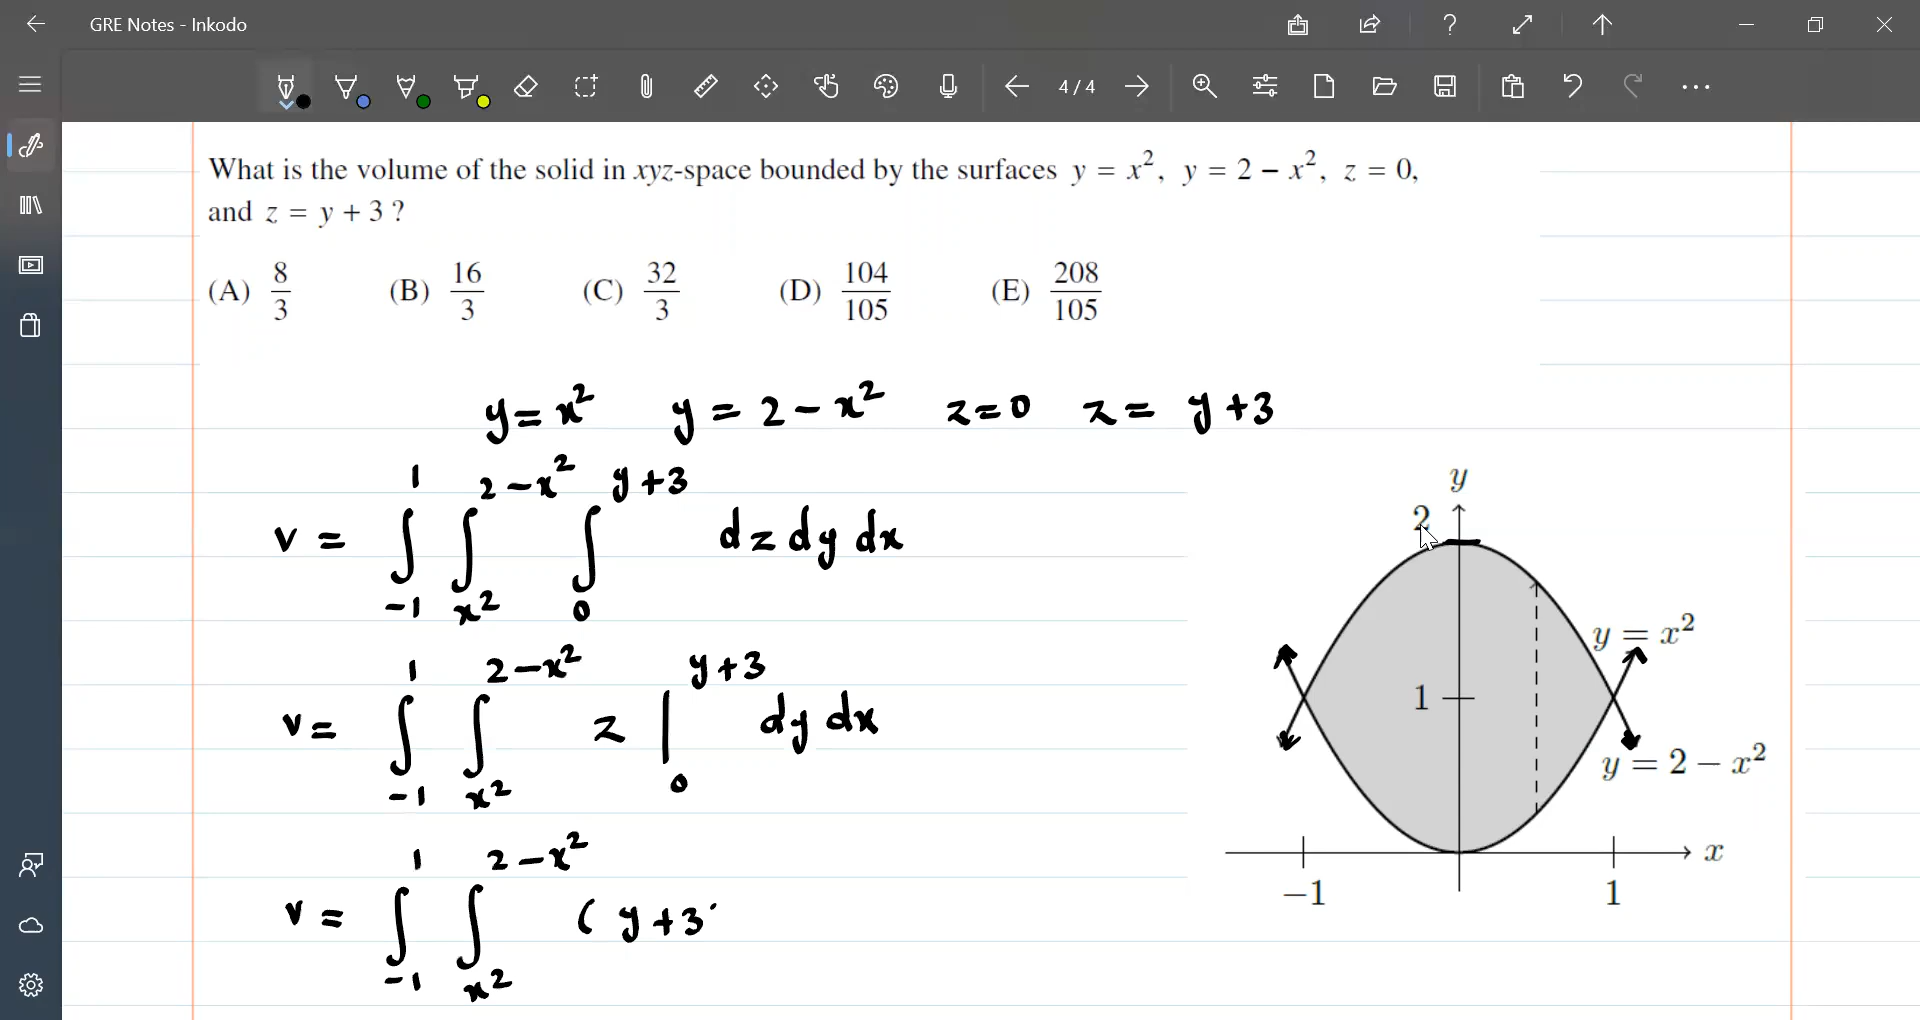 GRE Notes - Inkodo
4 / 4
What is the volume of the solid in xyz-space bounded by the surfaces y = x², y = 2 − x², z = 0,
and z = y + 3 ?
(A) 8/3 (B) 16/3 (C) 32/3 (D) 104/105 (E) 208/105
y = x² y = 2 − x² z = 0 z = y + 3
v = ∫_{-1}^{1} ∫_{x²}^{2−x²} ∫_{0}^{y+3} dz dy dx
v = ∫_{-1}^{1} ∫_{x²}^{2−x²} z |_{0}^{y+3} dy dx
v = ∫_{-1}^{1} ∫_{x²}^{2−x²} ( y + 3
y
2
y = x²
1
y = 2 − x²
x
−1 1